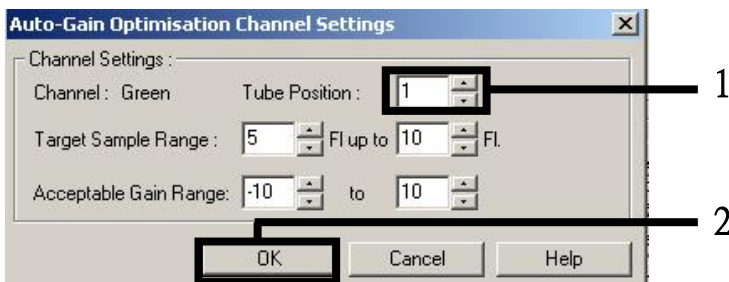 Auto-Gain Optimisation Channel Settings
Channel Settings :
Channel : Green Tube Position : 1 1
Target Sample Range : 5 Fl up to 10 Fl.
Acceptable Gain Range: -10 to 10
2
OK Cancel Help